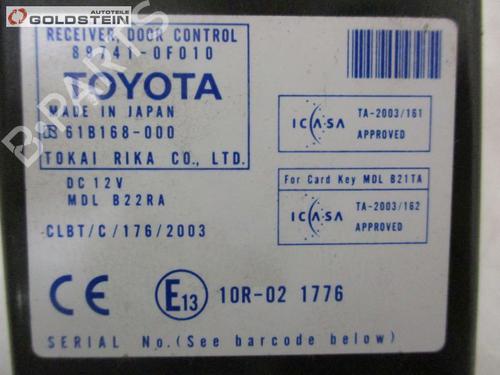 Autoteile
GOLDSTEIN
RECEIVER, DOOR CONTROL
89741-0F010
TOYOTA
MADE IN JAPAN
61B168-000
TOKAI RIKA CO., LTD.
DC 12V
MDL B22RA
CLBT/C/176/2003
ICASA
TA-2003/161
APPROVED
For Card Key MDL B21TA
ICASA
TA-2003/162
APPROVED
CE E13 10R-02 1776
SERIAL No.(See barcode below)
B-PARTS